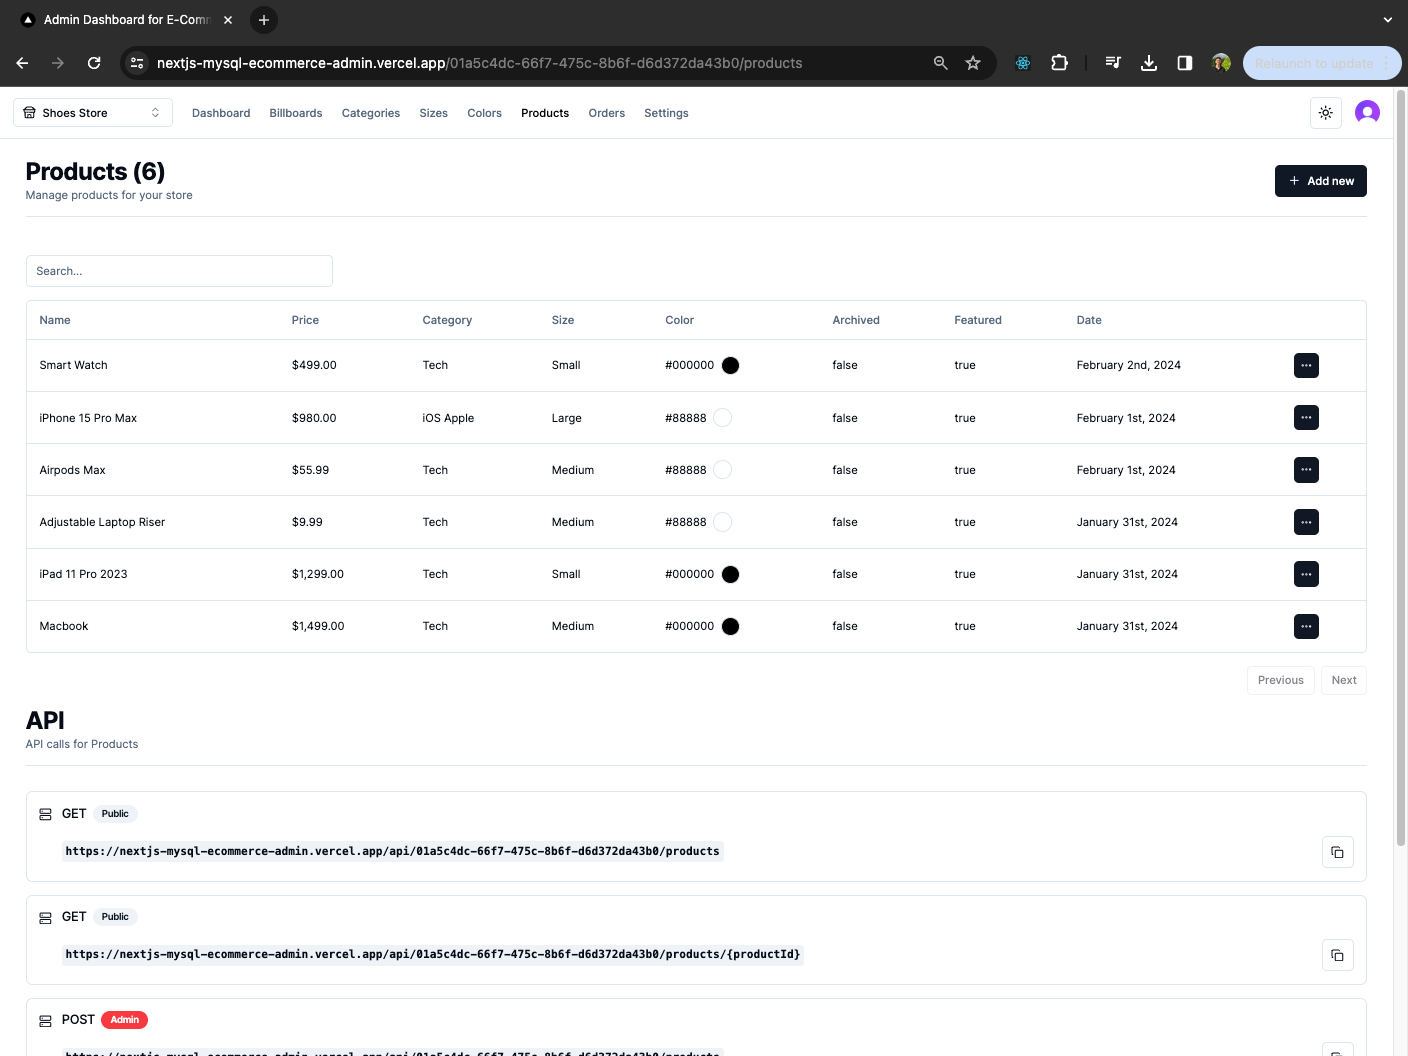 Admin Dashboard for E-Comm
nextjs-mysql-ecommerce-admin.vercel.app/01a5c4dc-66f7-475c-8b6f-d6d372da43b0/products
Relaunch to update
Shoes Store Dashboard Billboards Categories Sizes Colors Products Orders Settings
Products (6)
Manage products for your store
+ Add new
Search...
Name Price Category Size Color Archived Featured Date
Smart Watch $499.00 Tech Small #000000 false true February 2nd, 2024
iPhone 15 Pro Max $980.00 iOS Apple Large #88888 false true February 1st, 2024
Airpods Max $55.99 Tech Medium #88888 false true February 1st, 2024
Adjustable Laptop Riser $9.99 Tech Medium #88888 false true January 31st, 2024
iPad 11 Pro 2023 $1,299.00 Tech Small #000000 false true January 31st, 2024
Macbook $1,499.00 Tech Medium #000000 false true January 31st, 2024
Previous Next
API
API calls for Products
GET Public
https://nextjs-mysql-ecommerce-admin.vercel.app/api/01a5c4dc-66f7-475c-8b6f-d6d372da43b0/products
GET Public
https://nextjs-mysql-ecommerce-admin.vercel.app/api/01a5c4dc-66f7-475c-8b6f-d6d372da43b0/products/{productId}
POST Admin